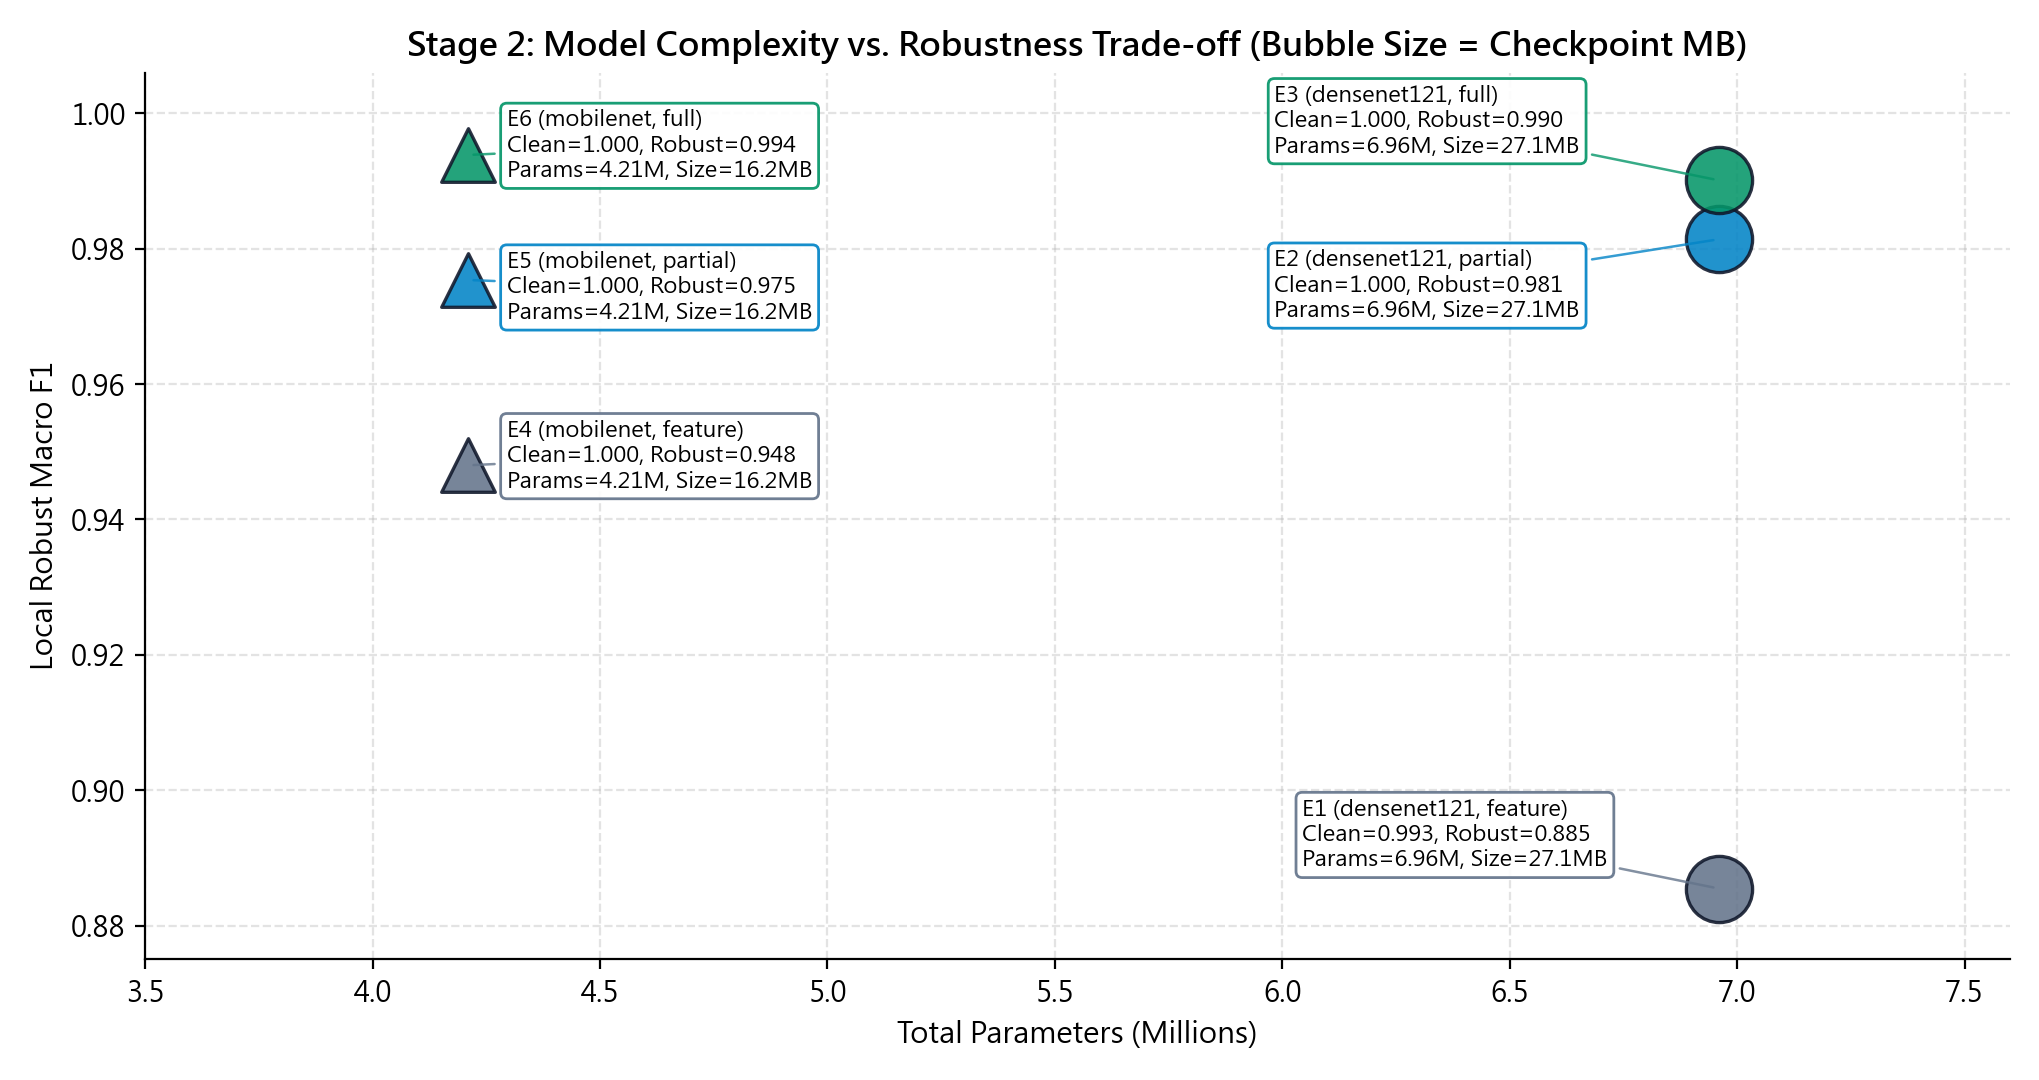 Stage 2: Model Complexity vs. Robustness Trade-off (Bubble Size = Checkpoint MB)
Local Robust Macro F1
1.00
0.98
0.96
0.94
0.92
0.90
0.88
E6 (mobilenet, full)
Clean=1.000, Robust=0.994
Params=4.21M, Size=16.2MB
E5 (mobilenet, partial)
Clean=1.000, Robust=0.975
Params=4.21M, Size=16.2MB
E4 (mobilenet, feature)
Clean=1.000, Robust=0.948
Params=4.21M, Size=16.2MB
E3 (densenet121, full)
Clean=1.000, Robust=0.990
Params=6.96M, Size=27.1MB
E2 (densenet121, partial)
Clean=1.000, Robust=0.981
Params=6.96M, Size=27.1MB
E1 (densenet121, feature)
Clean=0.993, Robust=0.885
Params=6.96M, Size=27.1MB
3.5 4.0 4.5 5.0 5.5 6.0 6.5 7.0 7.5
Total Parameters (Millions)